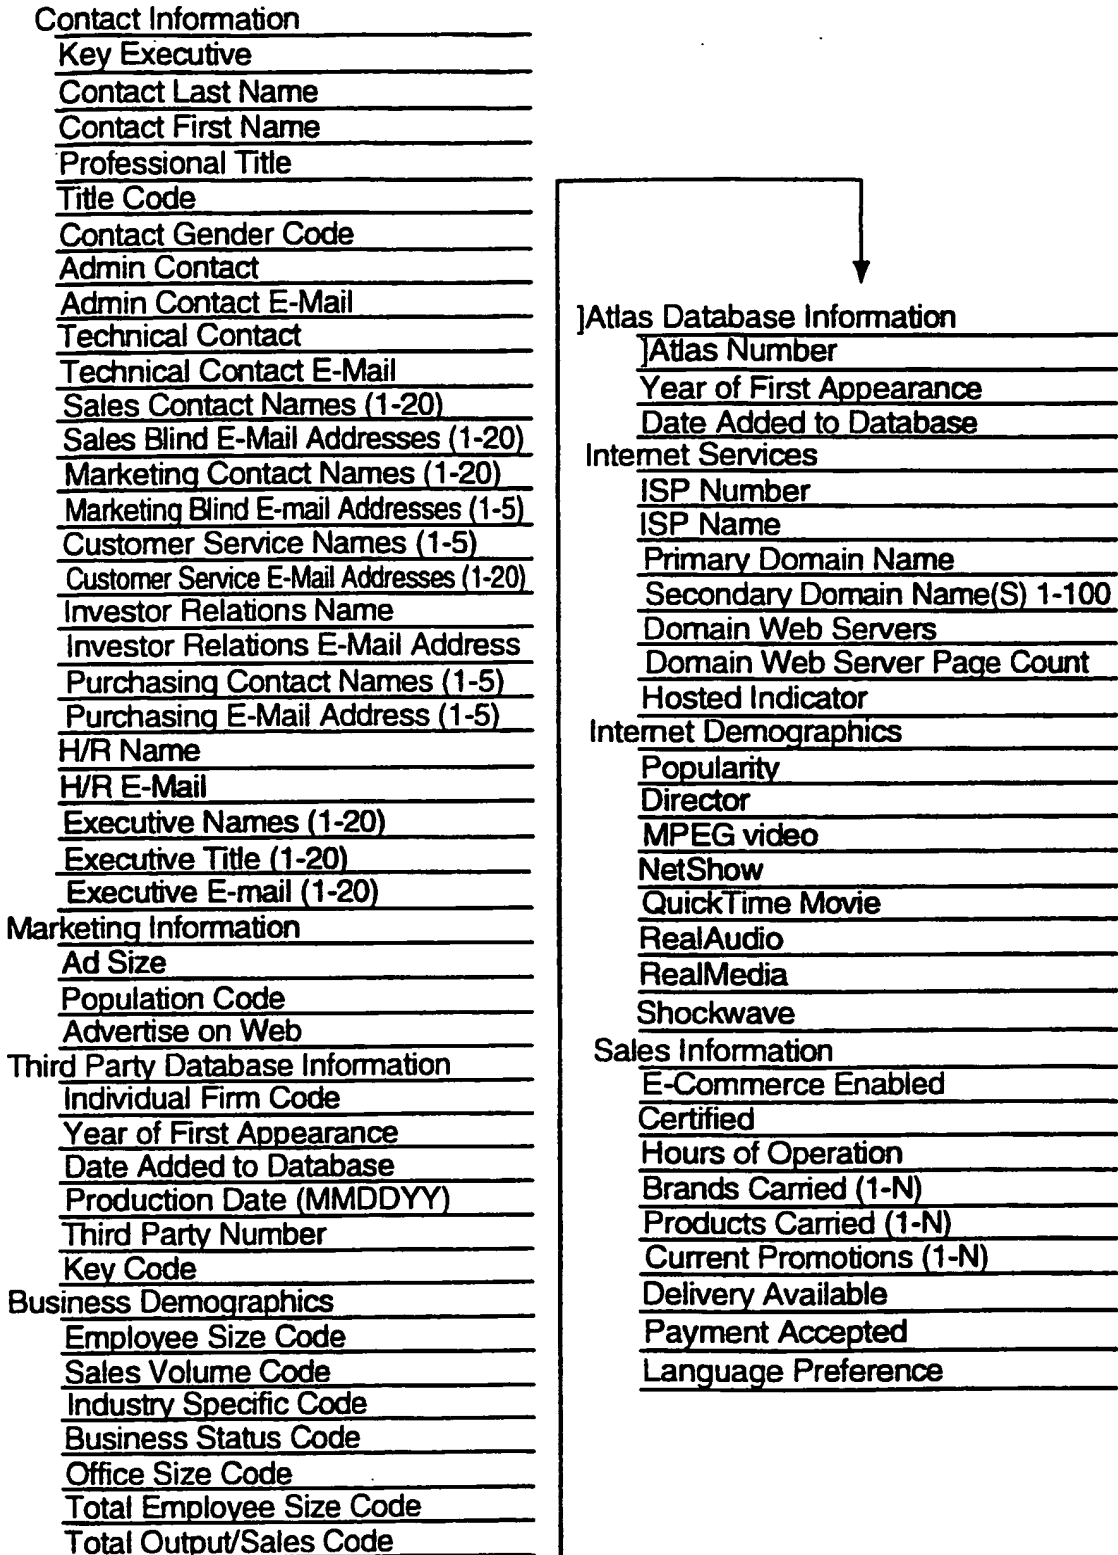 Contact Information
Key Executive
Contact Last Name
Contact First Name
Professional Title
Title Code
Contact Gender Code
Admin Contact
Admin Contact E-Mail
Technical Contact
Technical Contact E-Mail
Sales Contact Names (1-20)
Sales Blind E-Mail Addresses (1-20)
Marketing Contact Names (1-20)
Marketing Blind E-mail Addresses (1-5)
Customer Service Names (1-5)
Customer Service E-Mail Addresses (1-20)
Investor Relations Name
Investor Relations E-Mail Address
Purchasing Contact Names (1-5)
Purchasing E-Mail Address (1-5)
H/R Name
H/R E-Mail
Executive Names (1-20)
Executive Title (1-20)
Executive E-mail (1-20)
Marketing Information
Ad Size
Population Code
Advertise on Web
Third Party Database Information
Individual Firm Code
Year of First Appearance
Date Added to Database
Production Date (MMDDYY)
Third Party Number
Key Code
Business Demographics
Employee Size Code
Sales Volume Code
Industry Specific Code
Business Status Code
Office Size Code
Total Employee Size Code
Total Output/Sales Code
]Atlas Database Information
]Atlas Number
Year of First Appearance
Date Added to Database
Internet Services
ISP Number
ISP Name
Primary Domain Name
Secondary Domain Name(S) 1-100
Domain Web Servers
Domain Web Server Page Count
Hosted Indicator
Internet Demographics
Popularity
Director
MPEG video
NetShow
QuickTime Movie
RealAudio
RealMedia
Shockwave
Sales Information
E-Commerce Enabled
Certified
Hours of Operation
Brands Carried (1-N)
Products Carried (1-N)
Current Promotions (1-N)
Delivery Available
Payment Accepted
Language Preference